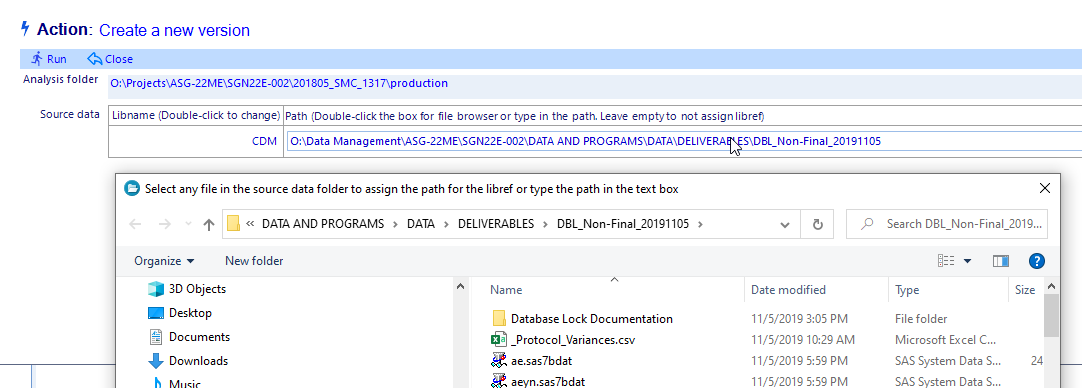 Action: Create a new version
Run Close
Analysis folder O:\Projects\ASG-22ME\SGN22E-002\201805_SMC_1317\production
Source data Libname (Double-click to change) Path (Double-click the box for file browser or type in the path. Leave empty to not assign libref)
CDM O:\Data Management\ASG-22ME\SGN22E-002\DATA AND PROGRAMS\DATA\DELIVERABLES\DBL_Non-Final_20191105
Select any file in the source data folder to assign the path for the libref or type the path in the text box
« DATA AND PROGRAMS > DATA > DELIVERABLES > DBL_Non-Final_20191105 > Search DBL_Non-Final_2019...
Organize New folder
3D Objects Name Date modified Type Size
Desktop Database Lock Documentation 11/5/2019 3:05 PM File folder
Documents _Protocol_Variances.csv 11/5/2019 10:29 AM Microsoft Excel C...
Downloads ae.sas7bdat 11/5/2019 5:59 PM SAS System Data S... 24
Music aeyn.sas7bdat 11/5/2019 5:59 PM SAS System Data S...